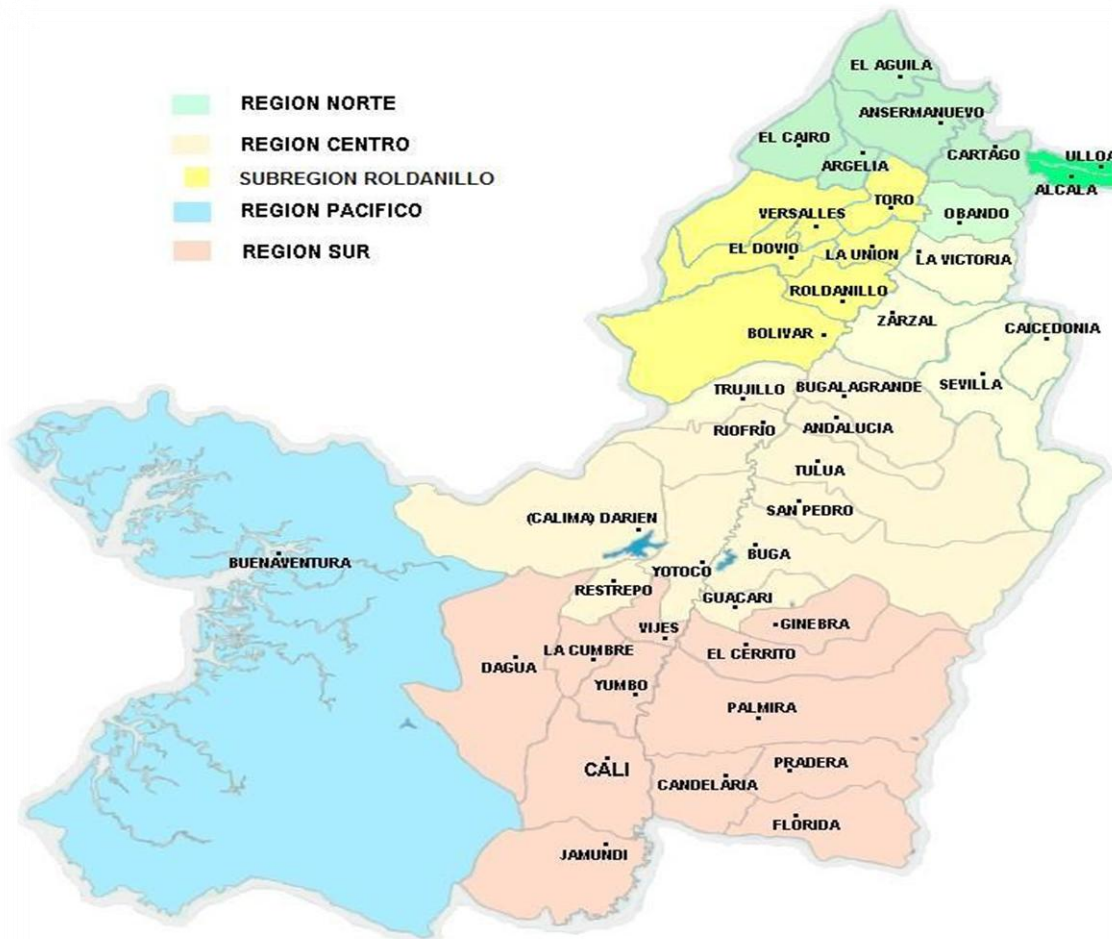 REGION NORTE
REGION CENTRO
SUBREGION ROLDANILLO
REGION PACIFICO
REGION SUR
EL AGUILA
ANSERMANUEVO
EL CAIRO
CARTAGO
ULLOA
ARGELIA
ALCALA
TORO
VERSALLES
OBANDO
EL DOVIO
LA UNION
LA VICTORIA
ROLDANILLO
ZARZAL
BOLIVAR
CAICEDONIA
TRUJILLO
BUGALAGRANDE
SEVILLA
RIOFRIO
ANDALUCIA
TULUA
(CALIMA) DARIEN
SAN PEDRO
BUENAVENTURA
BUGA
YOTOCO
RESTREPO
GUACARI
VIJES
GINEBRA
LA CUMBRE
EL CERRITO
DAGUA
YUMBO
PALMIRA
CALI
PRADERA
CANDELARIA
FLORIDA
JAMUNDI